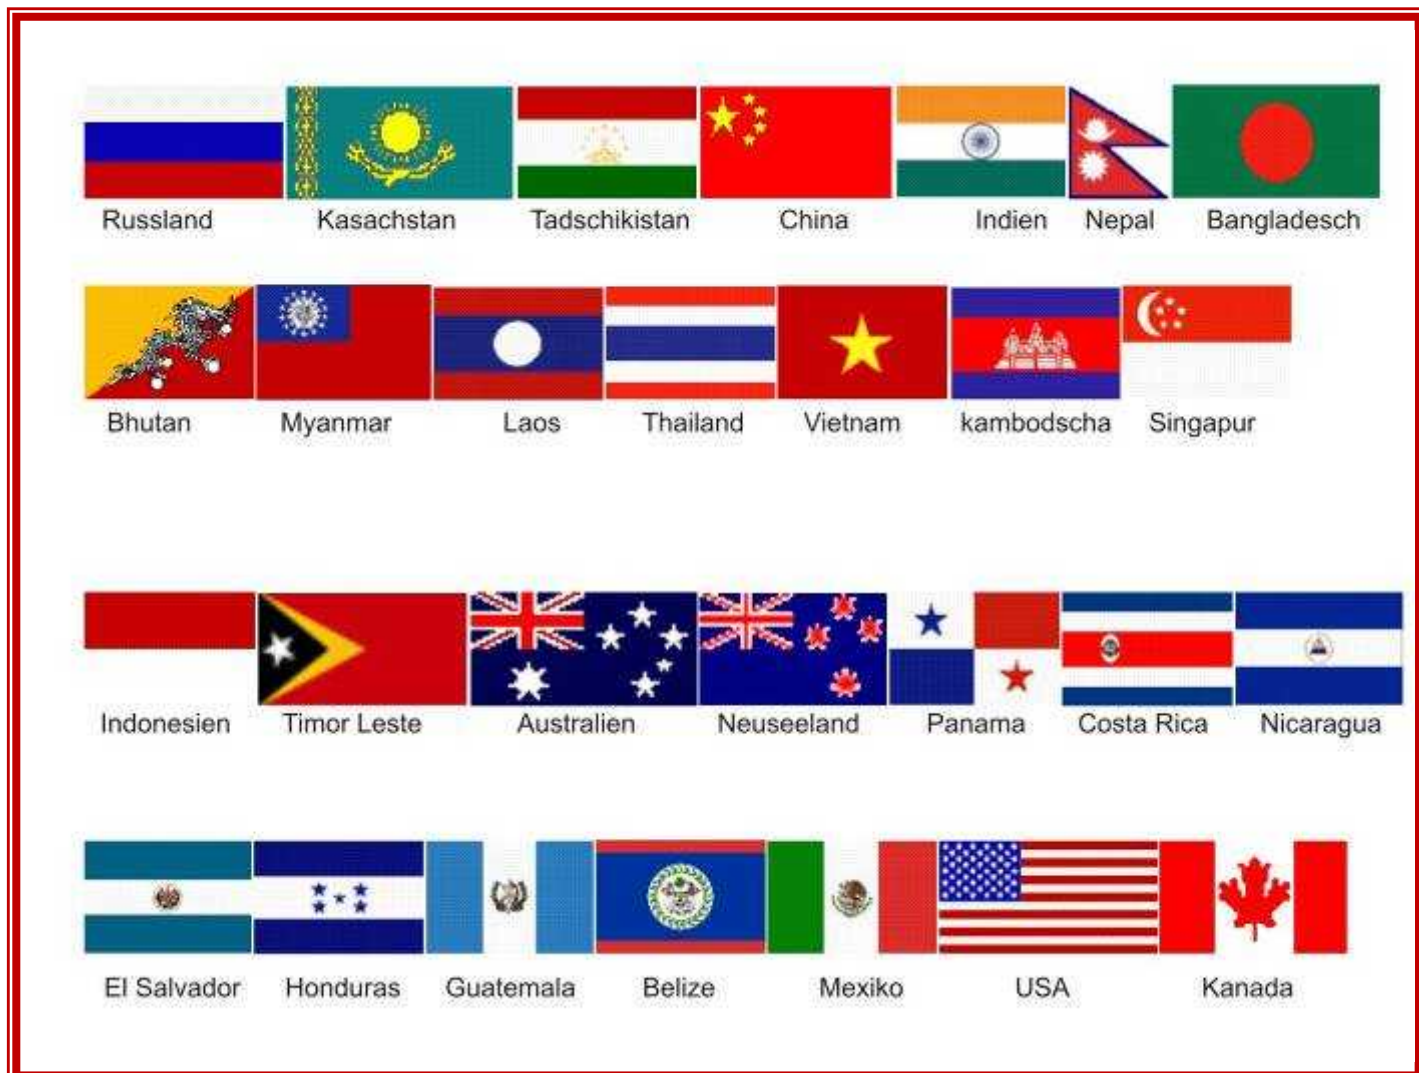 Russland Kasachstan Tadschikistan China Indien Nepal Bangladesch
Bhutan Myanmar Laos Thailand Vietnam kambodscha Singapur
Indonesien Timor Leste Australien Neuseeland Panama Costa Rica Nicaragua
El Salvador Honduras Guatemala Belize Mexiko USA Kanada